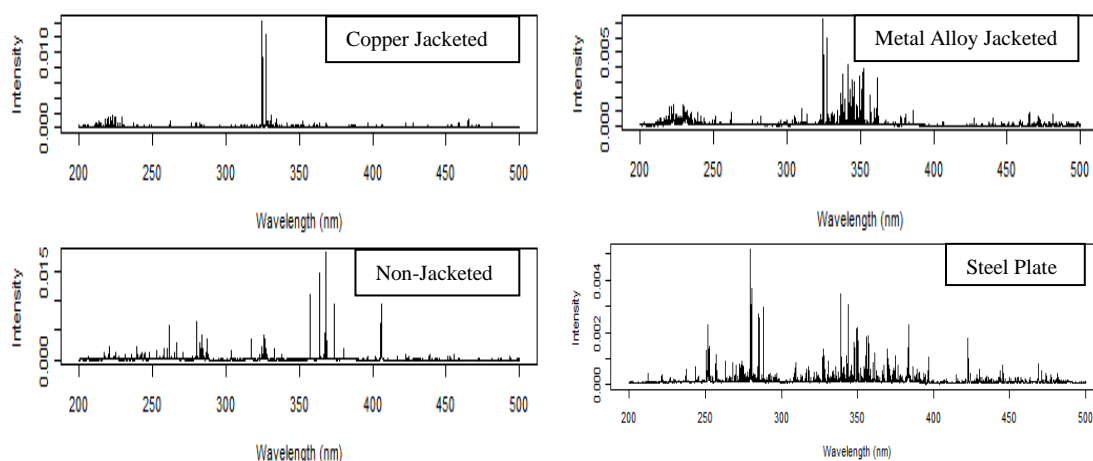 Copper Jacketed
Intensity
0.000 0.010
200 250 300 350 400 450 500
Wavelength (nm)
Metal Alloy Jacketed
Intensity
0.000 0.005
200 250 300 350 400 450 500
Wavelength (nm)
Non-Jacketed
Intensity
0.000 0.015
200 250 300 350 400 450 500
Wavelength (nm)
Steel Plate
Intensity
0.000 0.002 0.004
200 250 300 350 400 450 500
Wavelength (nm)